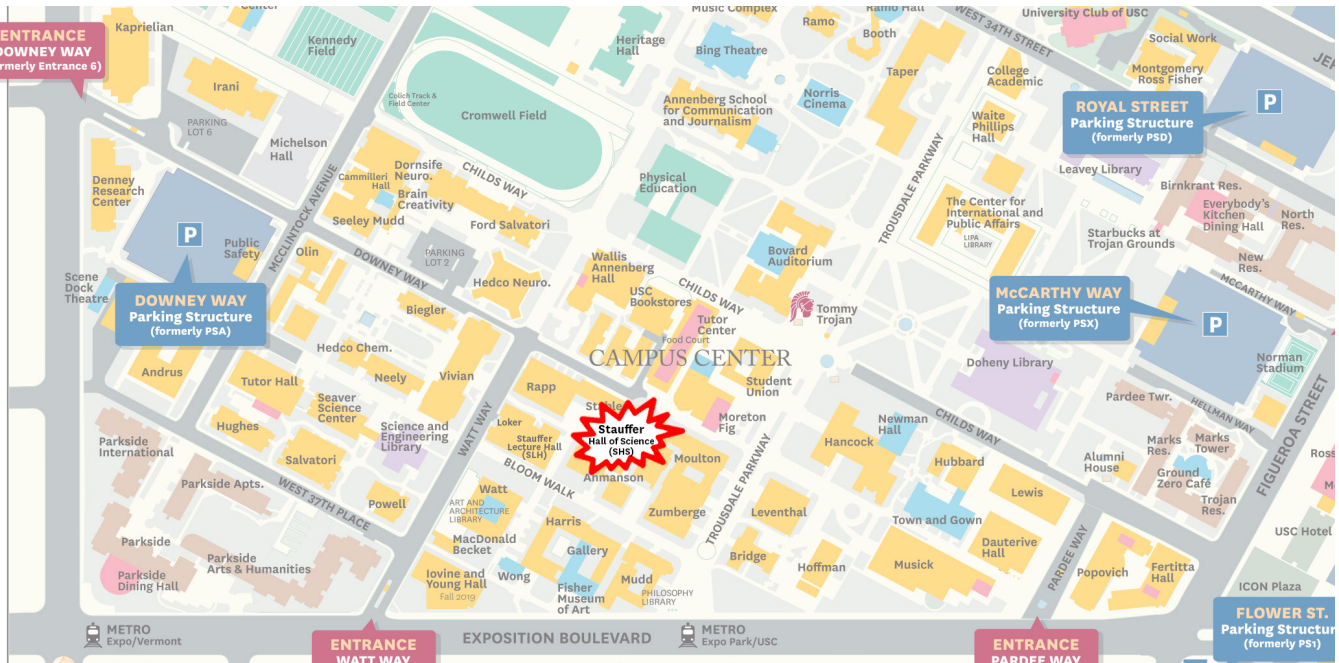 ENTRANCE
DOWNEY WAY
Entrance 6)
Kaprilian
Irani
PARKING
LOT 6
Michelson
Hall
Kennedy
Field
Colich Track &
Field Center
Cromwell Field
Heritage
Hall
Music Complex
Bing Theatre
Ramo
Ramo Hall
Booth
Norris
Cinema
Annenberg School
for Communication
and Journalism
Taper
WEST 34TH STREET
University Club of USC
Social Work
Montgomery
Ross Fisher
College
Academic
Waite
Phillips
Hall
ROYAL STREET
Parking Structure
(formerly PSD)
P
Leavey Library
Birnkrant Res.
Everybody's
Kitchen
Dining Hall
North
Res.
Starbucks at
Trojan Grounds
New
Res.
McCARTHY WAY
Denney
Research
Center
P
Public
Safety
Scene
Dock
Theatre
DOWNEY WAY
Parking Structure
(formerly PSA)
MCCLINTOCK AVENUE
Cammilleri
Hall
Dornsife
Neuro.
Brain
Creativity
Seeley Mudd
CHILDS WAY
Ford Salvatori
PARKING
LOT 2
Olin
DOWNEY WAY
Hedco Neuro.
Biegler
Physical
Education
Wallis
Annenberg
Hall
USC
Bookstores
CHILDS WAY
Tutor
Center
Food Court
Bovard
Auditorium
Tommy
Trojan
TROUSDALE PARKWAY
The Center for
International and
Public Affairs
LIPA
LIBRARY
McCARTHY WAY
Parking Structure
(formerly PSX)
P
Norman
Stadium
CAMPUS CENTER
Student
Union
Doheny Library
Pardee Twr.
HELLMAN WAY
FIGUEROA STREET
Andrus
Tutor Hall
Hughes
Hedco Chem.
Neely
Vivian
Seaver
Science
Center
Science and
Engineering
Library
Salvatori
WATT WAY
Rapp
Loker
Stauffer
Lecture Hall
(SLH)
Stauffer
Hall of Science
(SHS)
Ahmanson
Moulton
Moreton
Fig
Zumberge
BLOOM WALK
Newman
Hall
Hancock
Hubbard
CHILDS WAY
Alumni
House
Marks
Res.
Marks
Tower
Ground
Zero Café
Trojan
Res.
Parkside
International
Parkside Apts.
WEST 37TH PLACE
Powell
Watt
ART AND
ARCHITECTURE
LIBRARY
MacDonald
Becket
Harris
Gallery
Iovine and
Young Hall
Fall 2019
Wong
Fisher
Museum
of Art
Mudd
PHILOSOPHY
LIBRARY
TROUSDALE PARKWAY
Leventhal
Bridge
Hoffman
Town and Gown
Lewis
Dauterive
Hall
Musick
PARDEE WAY
Popovich
Fertitta
Hall
USC Hotel
ICON Plaza
Parkside
Parkside
Dining Hall
Parkside
Arts & Humanities
METRO
Expo/Vermont
ENTRANCE
WATT WAY
EXPOSITION BOULEVARD
METRO
Expo Park/USC
ENTRANCE
PARDEE WAY
FLOWER ST.
Parking Structure
(formerly PS1)